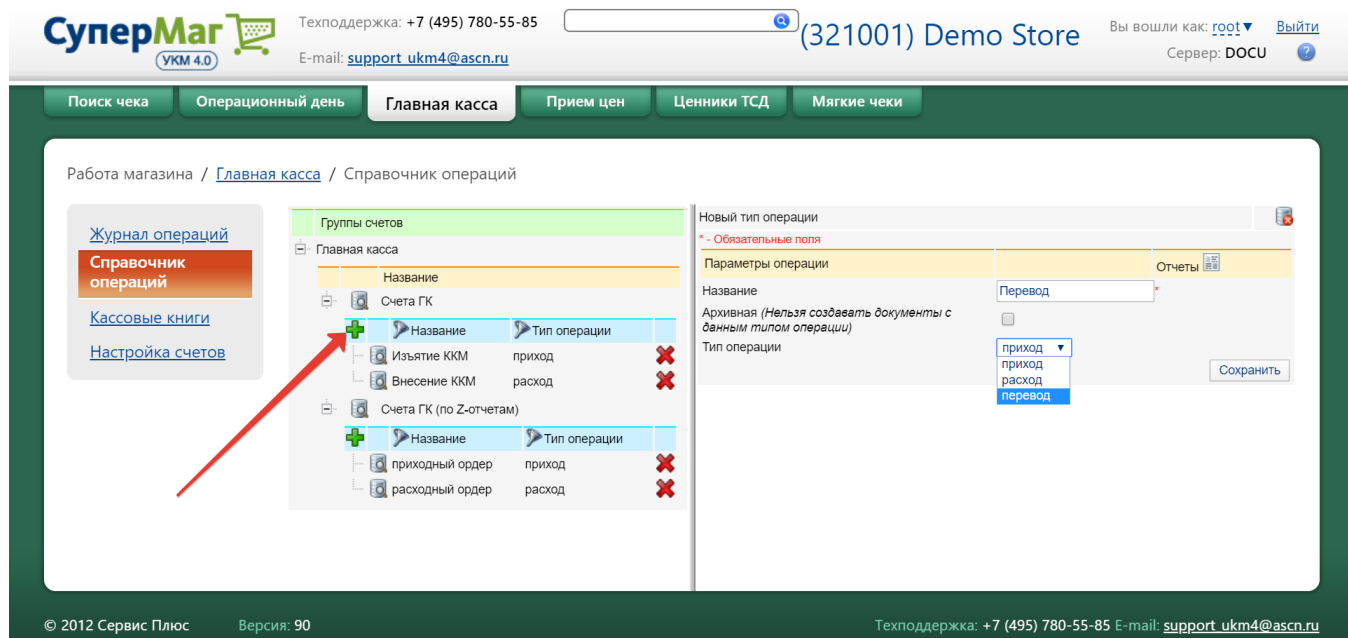 СуперМаг
(УКМ 4.0)
Техподдержка: +7 (495) 780-55-85
E-mail: support_ukm4@ascn.ru
(321001) Demo Store
Вы вошли как: root▼ Выйти
Сервер: DOCU ?
Поиск чека Операционный день Главная касса Прием цен Ценники ТСД Мягкие чеки
Работа магазина / Главная касса / Справочник операций
Журнал операций
Справочник
операций
Кассовые книги
Настройка счетов
Группы счетов
Главная касса
Название
Счета ГК
Название Тип операции
Изъятие ККМ приход
Внесение ККМ расход
Счета ГК (по Z-отчетам)
Название Тип операции
приходный ордер приход
расходный ордер расход
Новый тип операции
* - Обязательные поля
Параметры операции Отчеты
Название Перевод *
Архивная (Нельзя создавать документы с
данным типом операции)
Тип операции приход ▼
приход
расход
перевод
Сохранить
© 2012 Сервис Плюс Версия: 90 Техподдержка: +7 (495) 780-55-85 E-mail: support_ukm4@ascn.ru